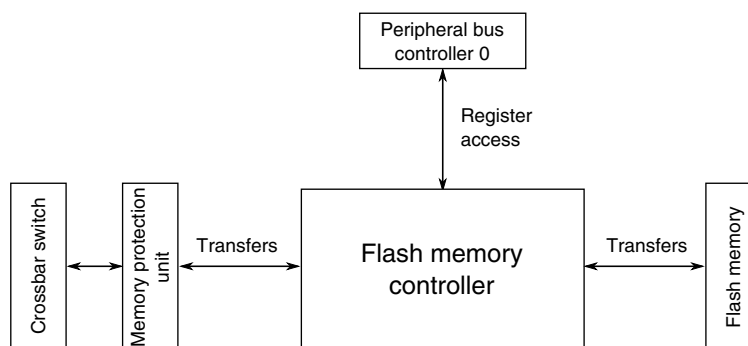 Peripheral bus
controller 0
Register
access
Crossbar switch
Memory protection
unit
Transfers
Flash memory
controller
Transfers
Flash memory